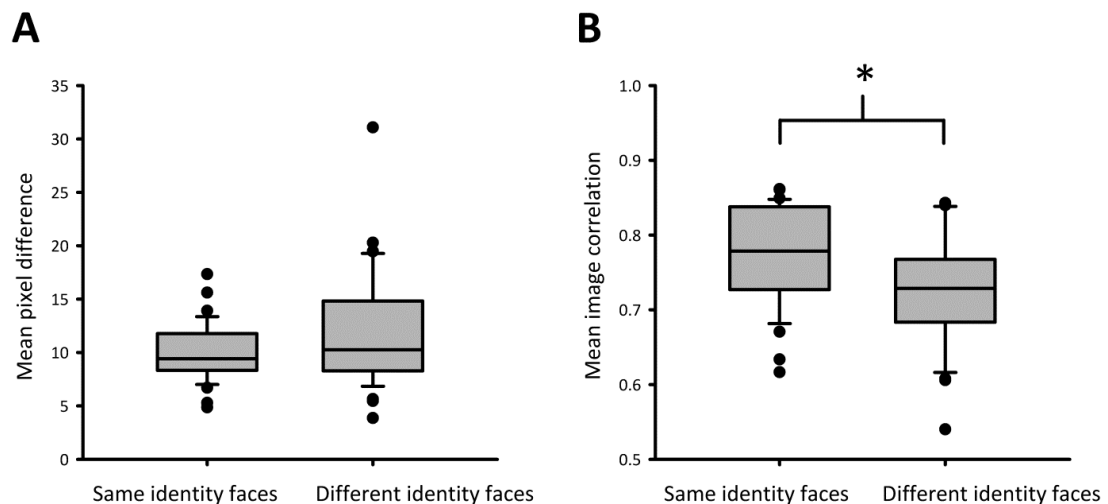 A
Mean pixel difference
35
30
25
20
15
10
5
0
Same identity faces
Different identity faces
B
*
Mean image correlation
1.0
0.9
0.8
0.7
0.6
0.5
Same identity faces
Different identity faces